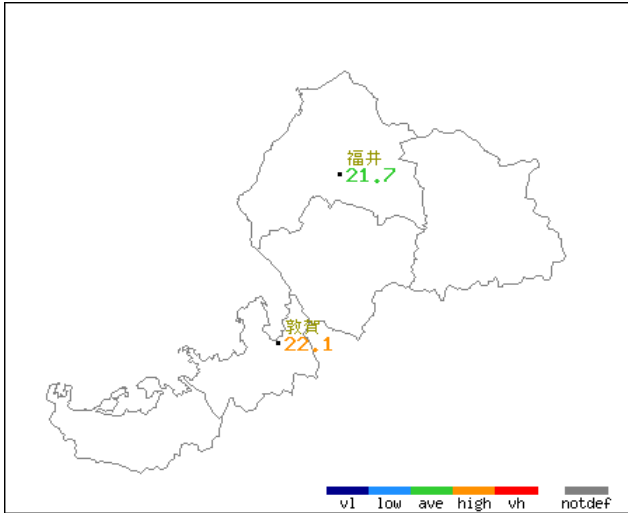 福井
21.7
敦賀
22.1
vl low ave high vh notdef